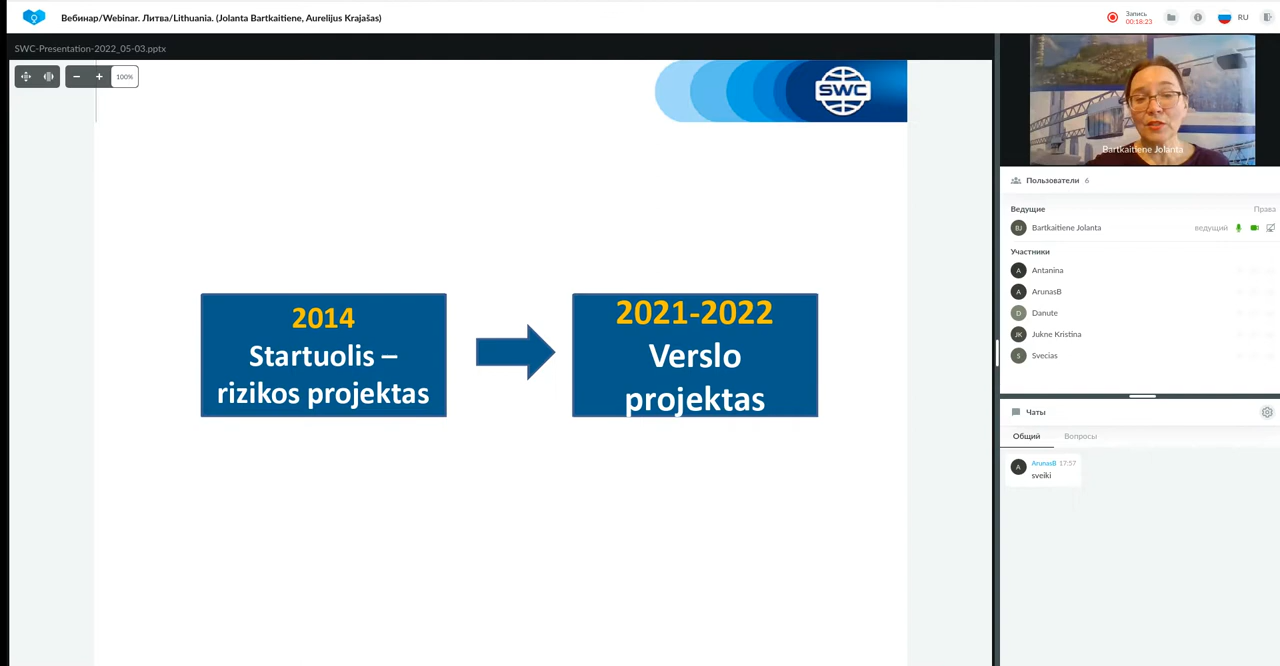 Вебинар/Webinar. Литва/Lithuania. (Jolanta Bartkaitiene, Aurelijus Krajašas)
Запись
00:18:23
RU
SWC-Presentation-2022_05-03.pptx
100%
SWC
2014
Startuolis –
rizikos projektas
2021-2022
Verslo
projektas
Bartkaitiene Jolanta
Пользователи 6
Ведущие Права
BJ Bartkaitiene Jolanta ведущий
Участники
A Antanina
A ArunasB
D Danute
JK Jukne Kristina
S Svecias
Чаты
Общий Вопросы
A ArunasB 17:57
sveiki